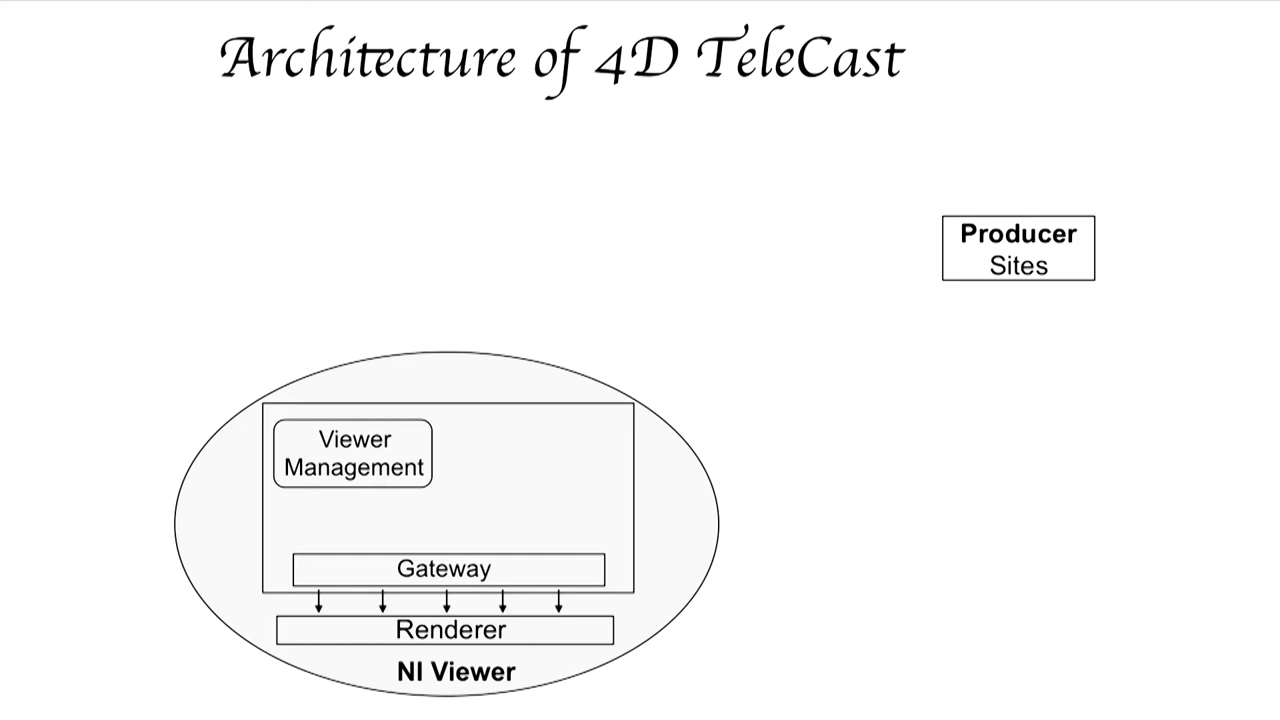 Architecture of 4D TeleCast
Producer
Sites
Viewer
Management
Gateway
Renderer
NI Viewer